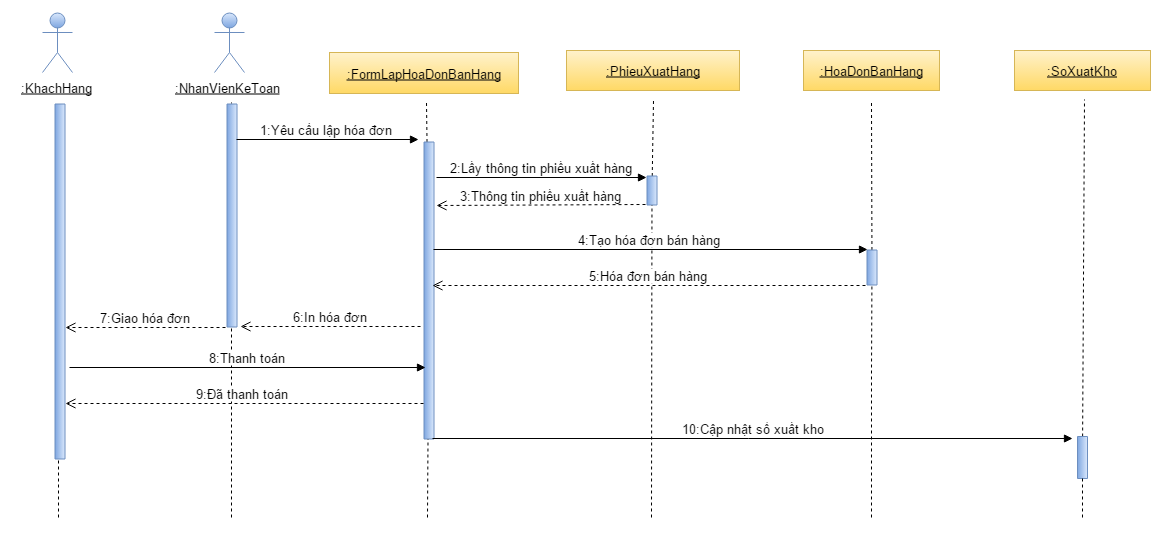 :KhachHang
:NhanVienKeToan
:FormLapHoaDonBanHang
:PhieuXuatHang
:HoaDonBanHang
:SoXuatKho
1:Yêu cầu lập hóa đơn
2:Lấy thông tin phiếu xuất hàng
3:Thông tin phiếu xuất hàng
4:Tạo hóa đơn bán hàng
5:Hóa đơn bán hàng
6:In hóa đơn
7:Giao hóa đơn
8:Thanh toán
9:Đã thanh toán
10:Cập nhật sổ xuất kho